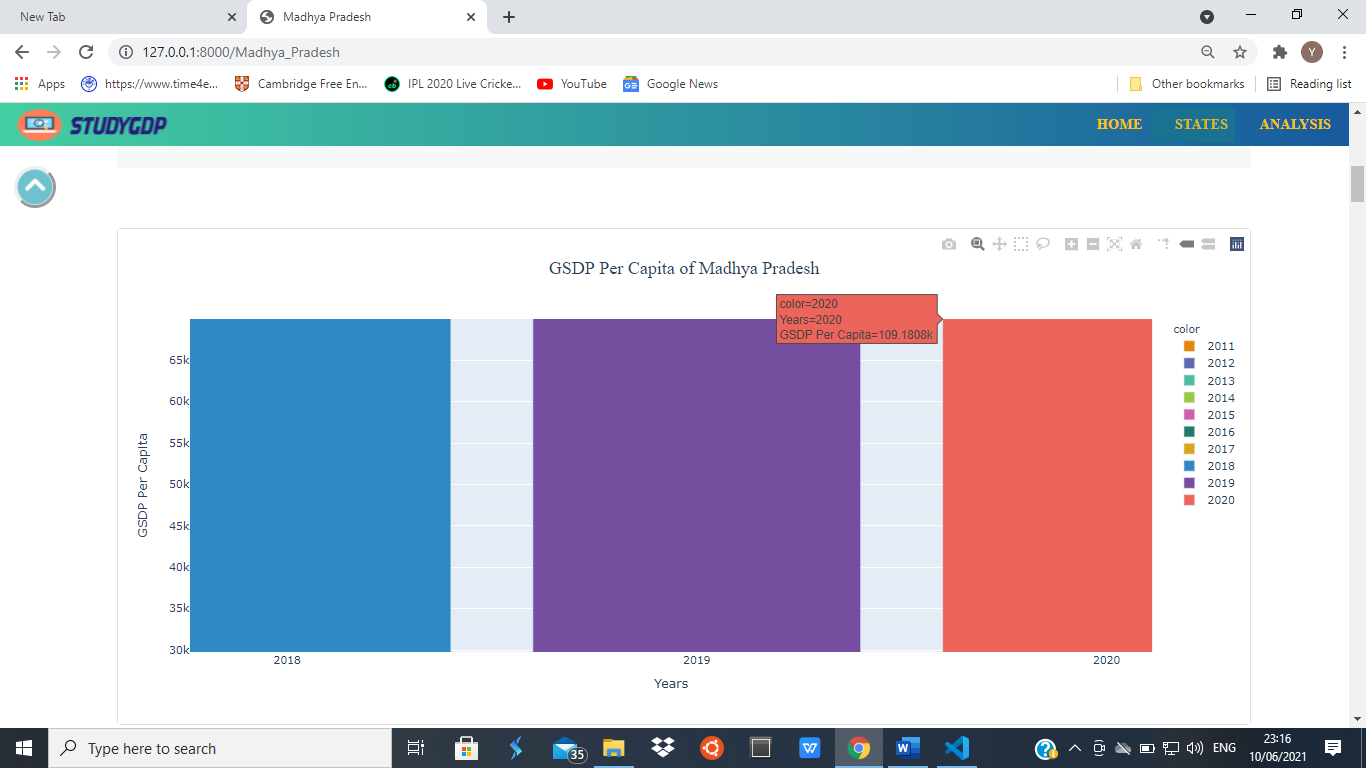 New Tab
Madhya Pradesh
127.0.0.1:8000/Madhya_Pradesh
Y
Apps
https://www.time4e...
Cambridge Free En...
IPL 2020 Live Cricke...
YouTube
Google News
Other bookmarks
Reading list
STUDYGDP
HOME
STATES
ANALYSIS
GSDP Per Capita of Madhya Pradesh
color=2020
Years=2020
GSDP Per Capita=109.1808k
GSDP Per Capita
65k
60k
55k
50k
45k
40k
35k
30k
2018
2019
2020
Years
color
2011
2012
2013
2014
2015
2016
2017
2018
2019
2020
Type here to search
35
ENG
23:16
10/06/2021